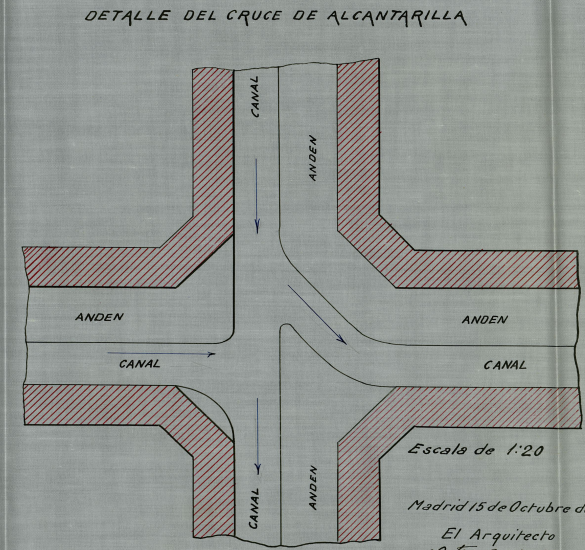 DETALLE DEL CRUCE DE ALCANTARILLA
CANAL
ANDEN
ANDEN
ANDEN
CANAL
CANAL
Escala de 1:20
CANAL
ANDEN
Madrid 15 de Octubre d
El Arquitecto